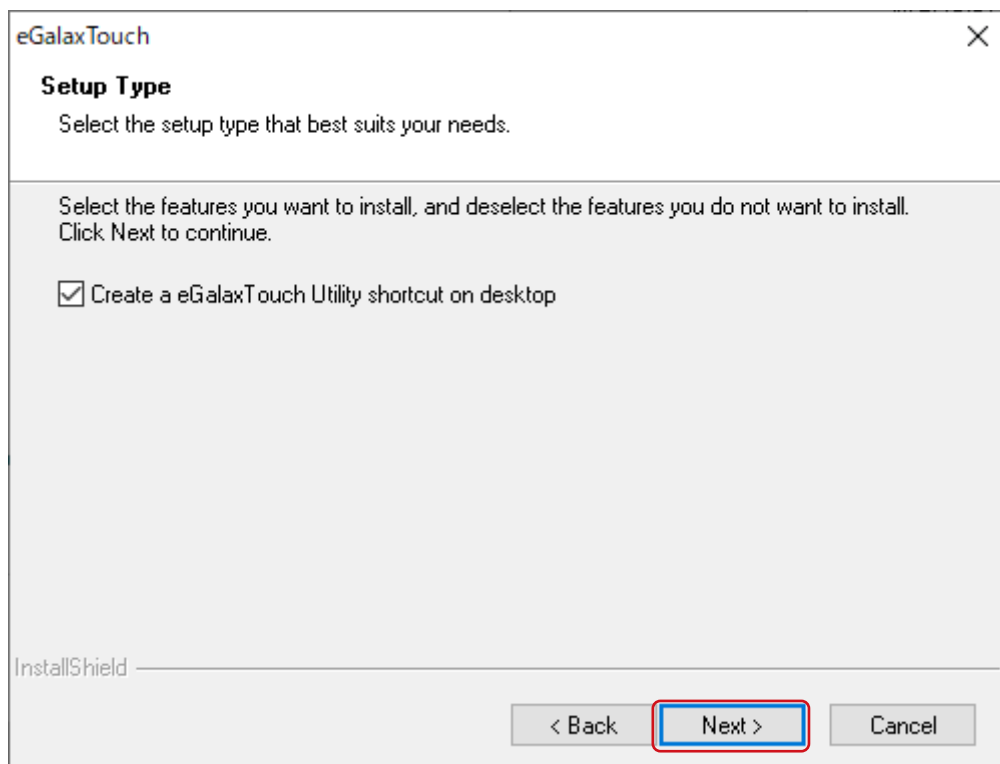 eGalaxTouch
Setup Type
Select the setup type that best suits your needs.
Select the features you want to install, and deselect the features you do not want to install.
Click Next to continue.
Create a eGalaxTouch Utility shortcut on desktop
InstallShield
< Back
Next >
Cancel